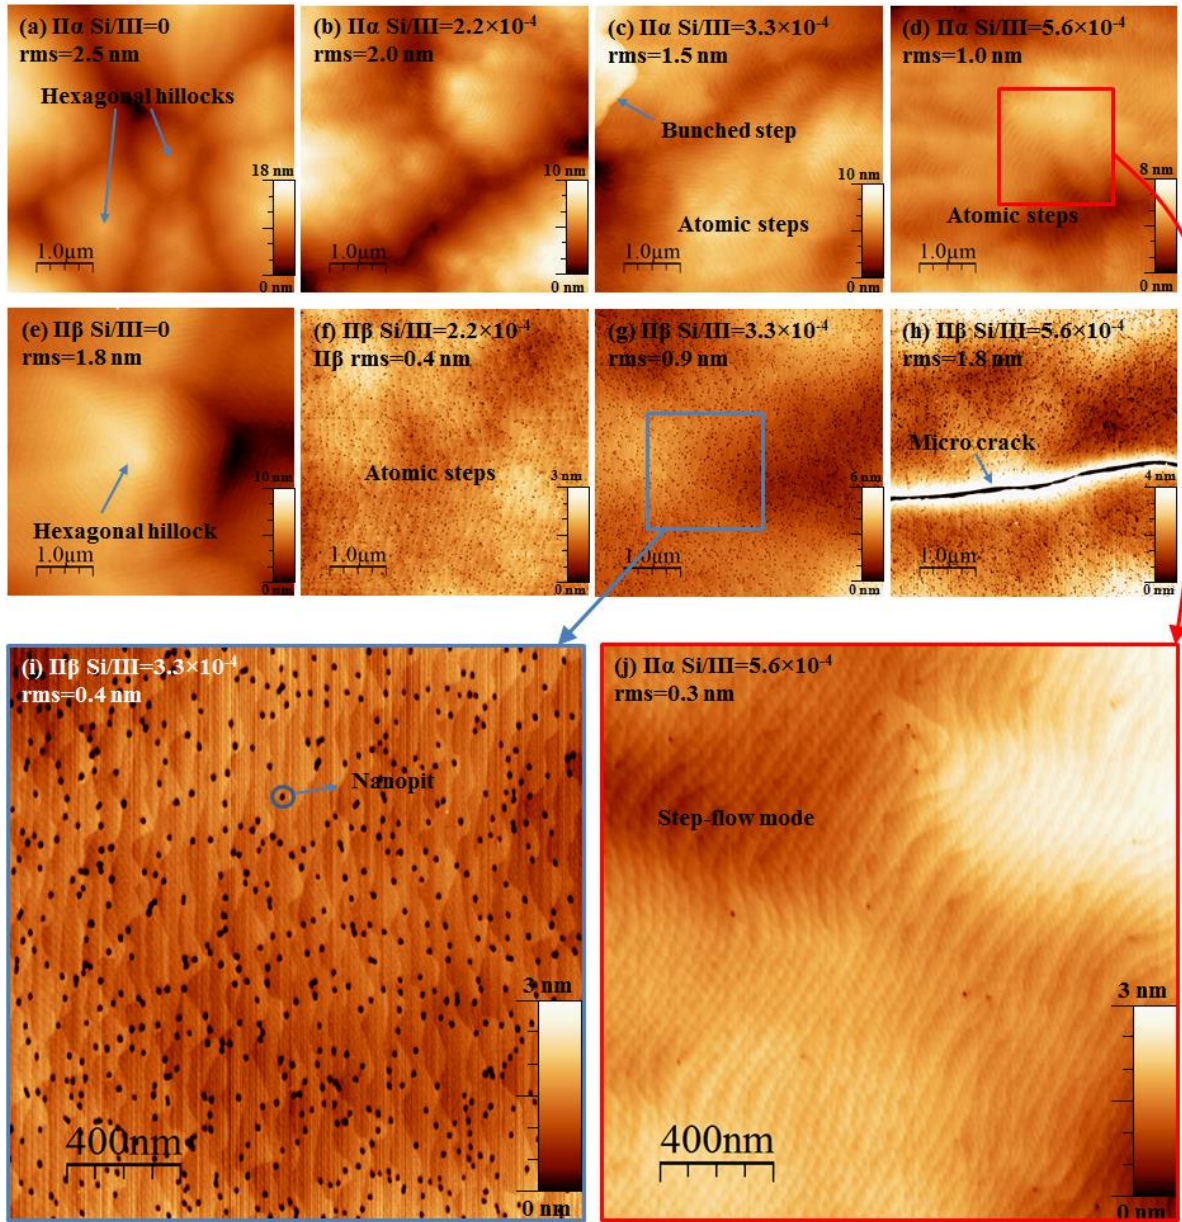 (a) IIα Si/III=0
rms=2.5 nm
Hexagonal hillocks
18 nm
1.0μm
0 nm
(b) IIα Si/III=2.2×10⁻⁴
rms=2.0 nm
10 nm
1.0μm
0 nm
(c) IIα Si/III=3.3×10⁻⁴
rms=1.5 nm
Bunched step
10 nm
Atomic steps
1.0μm
0 nm
(d) IIα Si/III=5.6×10⁻⁴
rms=1.0 nm
8 nm
Atomic steps
1.0μm
0 nm
(e) IIβ Si/III=0
rms=1.8 nm
10 nm
Hexagonal hillock
1.0μm
0 nm
(f) IIβ Si/III=2.2×10⁻⁴
IIβ rms=0.4 nm
Atomic steps
3 nm
1.0μm
0 nm
(g) IIβ Si/III=3.3×10⁻⁴
rms=0.9 nm
6 nm
1.0μm
0 nm
(h) IIβ Si/III=5.6×10⁻⁴
rms=1.8 nm
Micro crack
4 nm
1.0μm
0 nm
(i) IIβ Si/III=3.3×10⁻⁴
rms=0.4 nm
Nanopit
3 nm
400nm
0 nm
(j) IIα Si/III=5.6×10⁻⁴
rms=0.3 nm
Step-flow mode
3 nm
400nm
0 nm